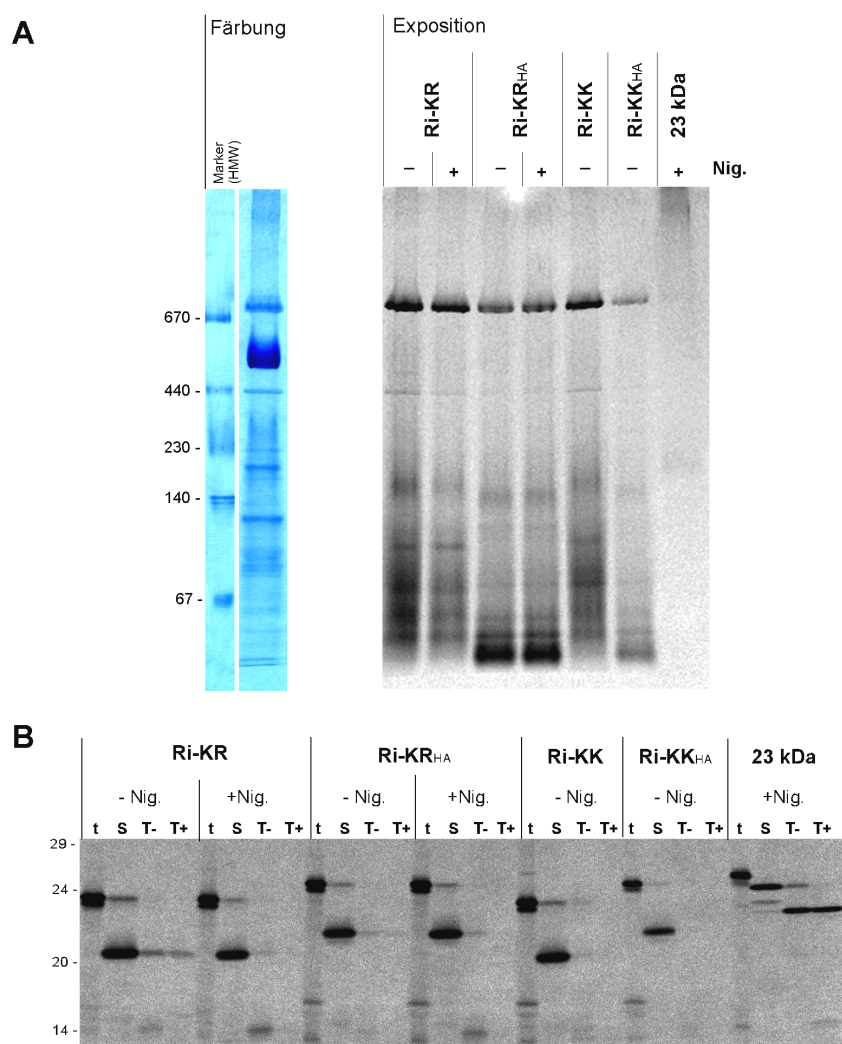 A
Färbung
Exposition
Marker
(HMW)
Ri-KR
Ri-KRHA
Ri-KK
Ri-KKHA
23 kDa
– + – + – – + Nig.
670 -
440 -
230 -
140 -
67 -
B
Ri-KR Ri-KRHA Ri-KK Ri-KKHA 23 kDa
- Nig. +Nig. - Nig. +Nig. - Nig. - Nig. +Nig.
t S T- T+ t S T- T+ t S T- T+ t S T- T+ t S T- T+ t S T- T+ t S T- T+
29 -
24 -
20 -
14 -